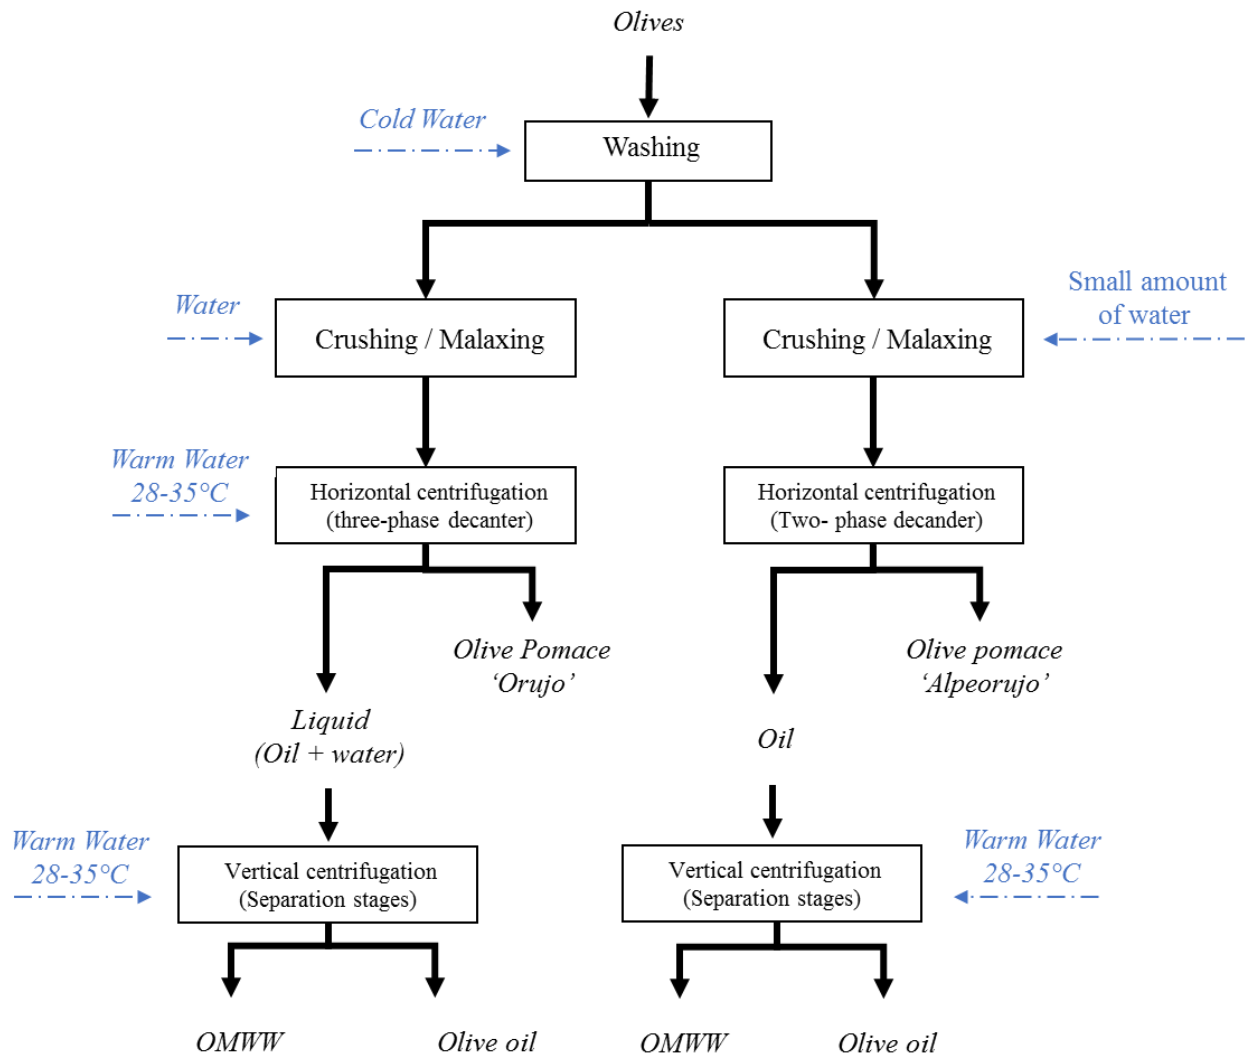 Olives
Cold Water
Washing
Water
Crushing / Malaxing
Crushing / Malaxing
Small amount
of water
Warm Water
28-35°C
Horizontal centrifugation
(three-phase decanter)
Horizontal centrifugation
(Two- phase decander)
Olive Pomace
‘Orujo’
Olive pomace
‘Alpeorujo’
Liquid
(Oil + water)
Oil
Warm Water
28-35°C
Vertical centrifugation
(Separation stages)
Vertical centrifugation
(Separation stages)
Warm Water
28-35°C
OMWW
Olive oil
OMWW
Olive oil